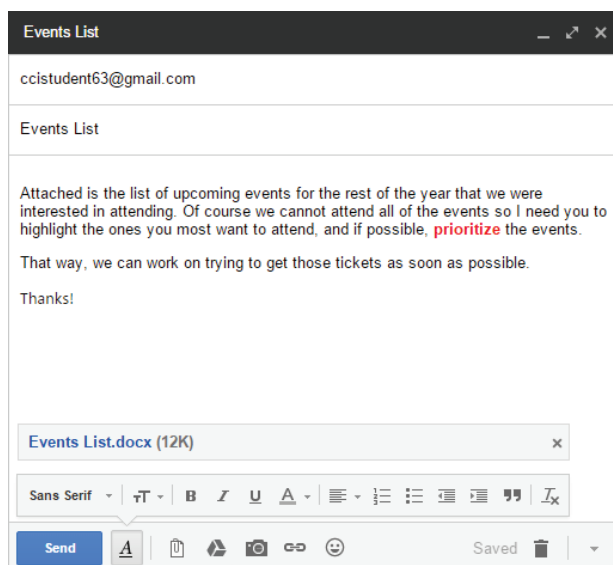 Events List
ccistudent63@gmail.com
Events List
Attached is the list of upcoming events for the rest of the year that we were
interested in attending. Of course we cannot attend all of the events so I need you to
highlight the ones you most want to attend, and if possible, prioritize the events.
That way, we can work on trying to get those tickets as soon as possible.
Thanks!
Events List.docx (12K)
Sans Serif
Send
Saved